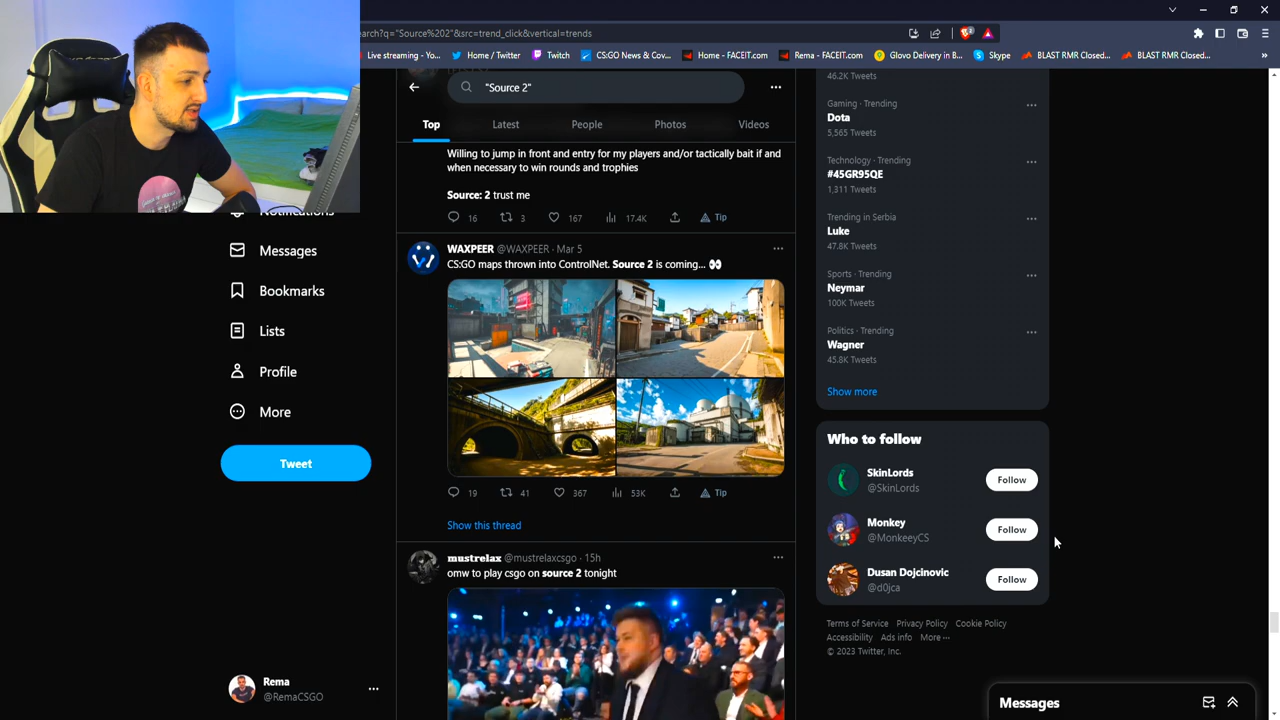 earch?q="Source%202"&src=trend_click&vertical=trends
Live streaming - Yo...
Home / Twitter
Twitch
CS:GO News & Cov...
Home - FACEIT.com
Rema - FACEIT.com
Glovo Delivery in B...
Skype
BLAST RMR Closed...
BLAST RMR Closed...
"Source 2"
Top
Latest
People
Photos
Videos
Willing to jump in front and entry for my players and/or tactically bait if and
when necessary to win rounds and trophies
Source: 2 trust me
16
3
167
17.4K
Tip
WAXPEER @WAXPEER · Mar 5
CS:GO maps thrown into ControlNet. Source 2 is coming... 👀
19
41
367
53K
Tip
Show this thread
mustrelax @mustrelaxcsgo · 15h
omw to play csgo on source 2 tonight
Notifications
Messages
Bookmarks
Lists
Profile
More
Tweet
Rema
@RemaCSGO
46.2K Tweets
Gaming · Trending
Dota
5,565 Tweets
Technology · Trending
#45GR95QE
1,311 Tweets
Trending in Serbia
Luke
47.8K Tweets
Sports · Trending
Neymar
100K Tweets
Politics · Trending
Wagner
45.8K Tweets
Show more
Who to follow
SkinLords
@SkinLords
Follow
Monkey
@MonkeeyCS
Follow
Dusan Dojcinovic
@d0jca
Follow
Terms of Service Privacy Policy Cookie Policy
Accessibility Ads info More ...
© 2023 Twitter, Inc.
Messages